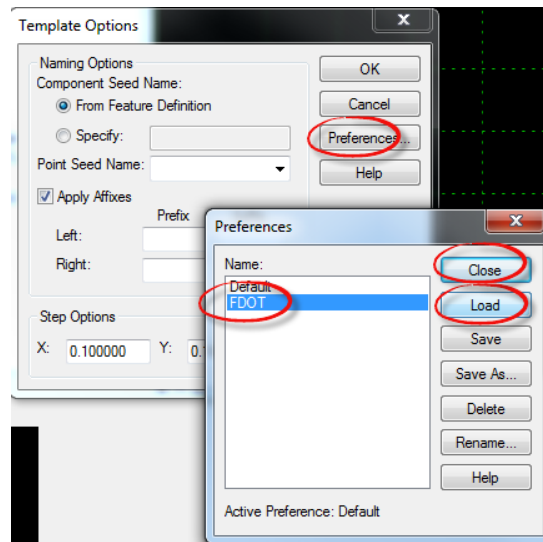 Template Options
X
Naming Options
Component Seed Name:
From Feature Definition
Specify:
Point Seed Name:
Apply Affixes
Prefix
Left:
Right:
Step Options
X: 0.100000 Y: 0.
OK
Cancel
Preferences...
Help
Preferences
X
Name:
Default
FDOT
Close
Load
Save
Save As...
Delete
Rename...
Help
Active Preference: Default